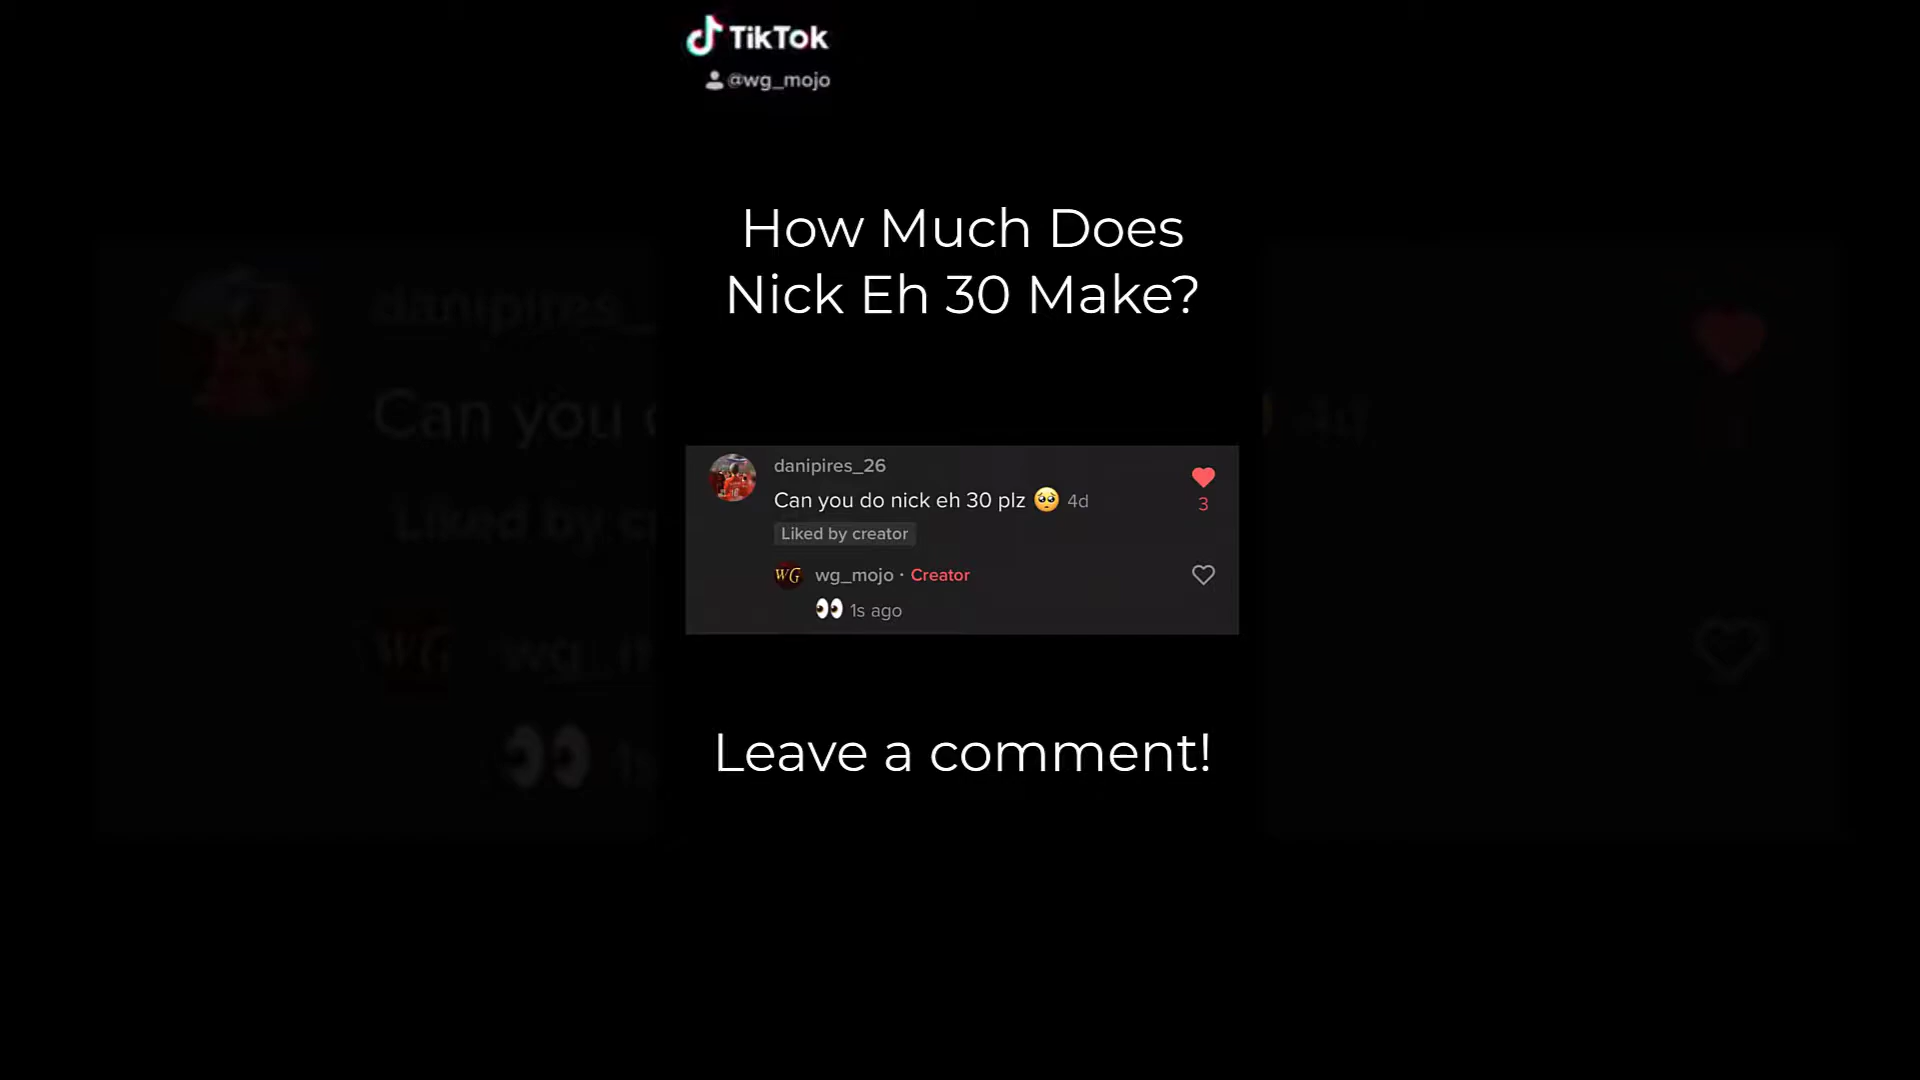 TikTok
@wg_mojo
How Much Does
Nick Eh 30 Make?
danipires_26
Can you do nick eh 30 plz 🥺 4d
3
Liked by creator
WG
wg_mojo · Creator
👀 1s ago
Leave a comment!